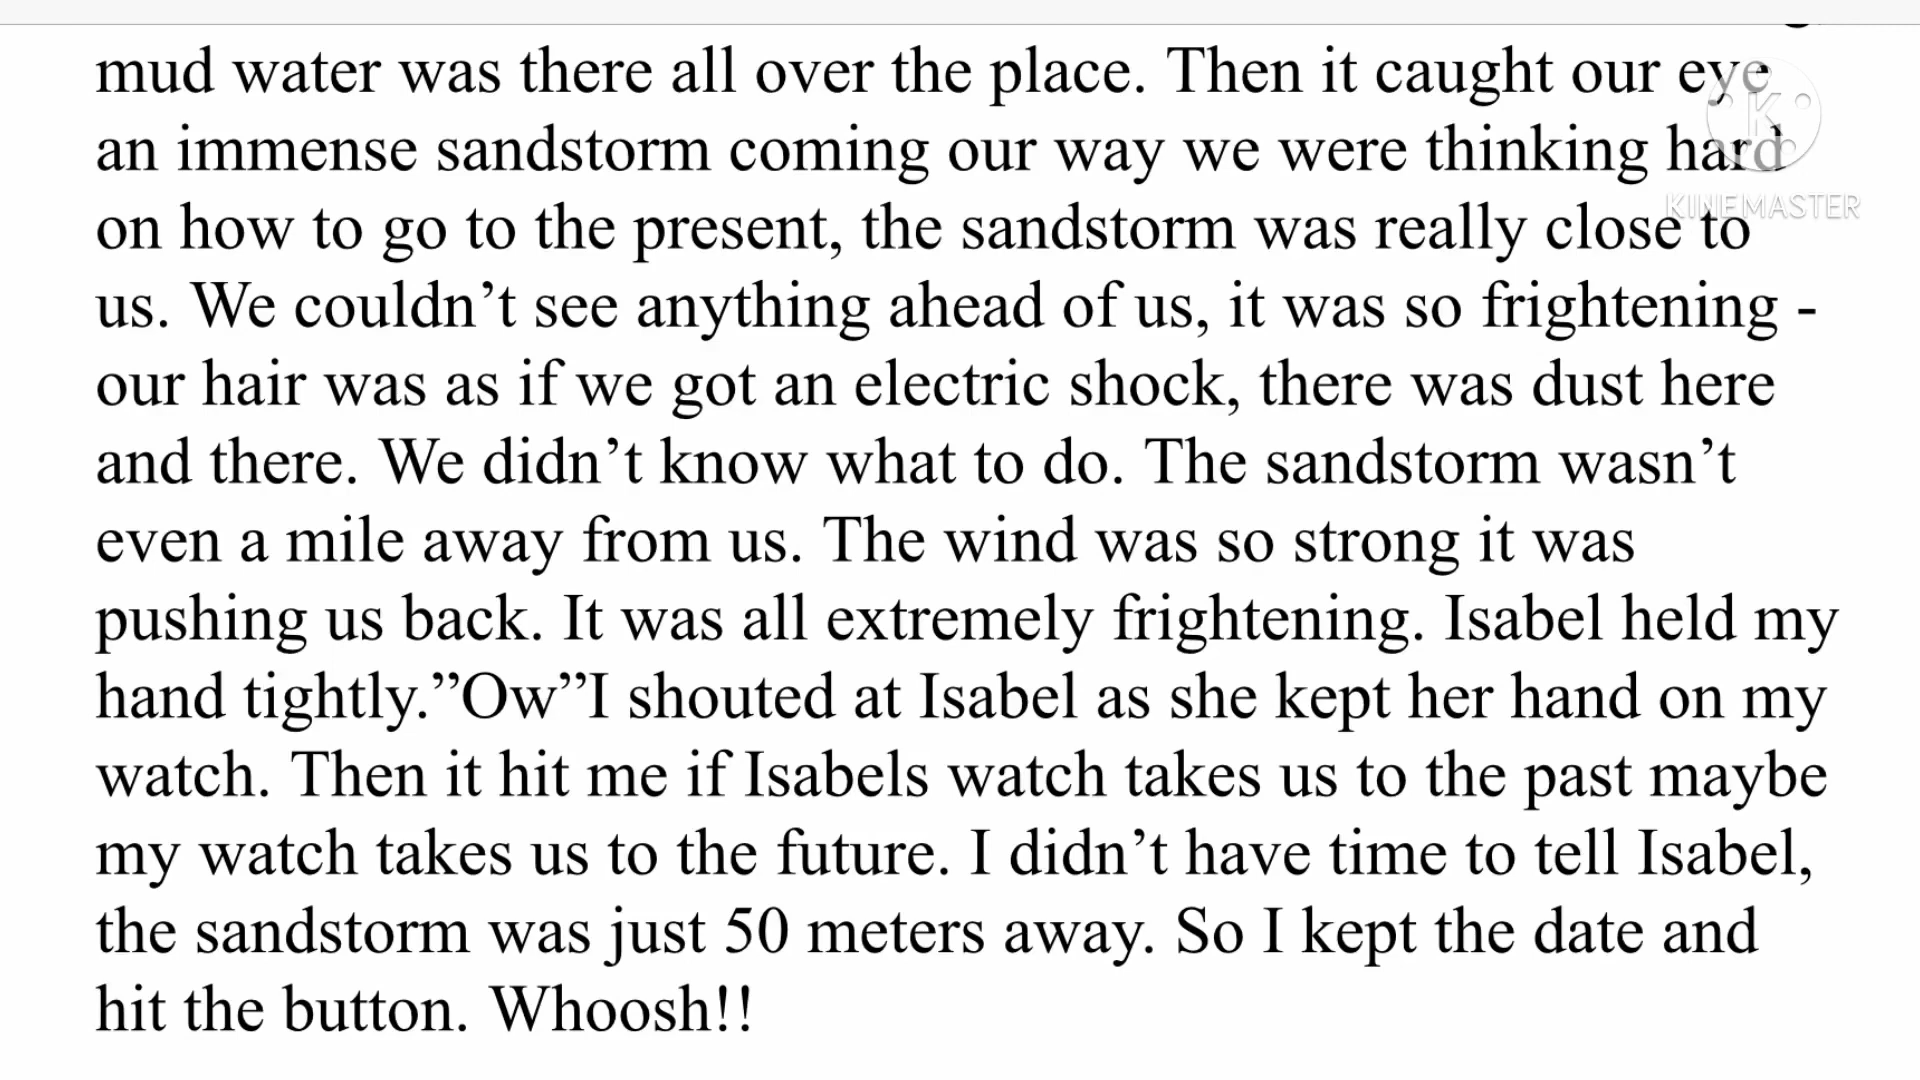 mud water was there all over the place. Then it caught our eye
an immense sandstorm coming our way we were thinking hard
on how to go to the present, the sandstorm was really close to
us. We couldn’t see anything ahead of us, it was so frightening -
our hair was as if we got an electric shock, there was dust here
and there. We didn’t know what to do. The sandstorm wasn’t
even a mile away from us. The wind was so strong it was
pushing us back. It was all extremely frightening. Isabel held my
hand tightly.”Ow”I shouted at Isabel as she kept her hand on my
watch. Then it hit me if Isabels watch takes us to the past maybe
my watch takes us to the future. I didn’t have time to tell Isabel,
the sandstorm was just 50 meters away. So I kept the date and
hit the button. Whoosh!!
K
KINEMASTER